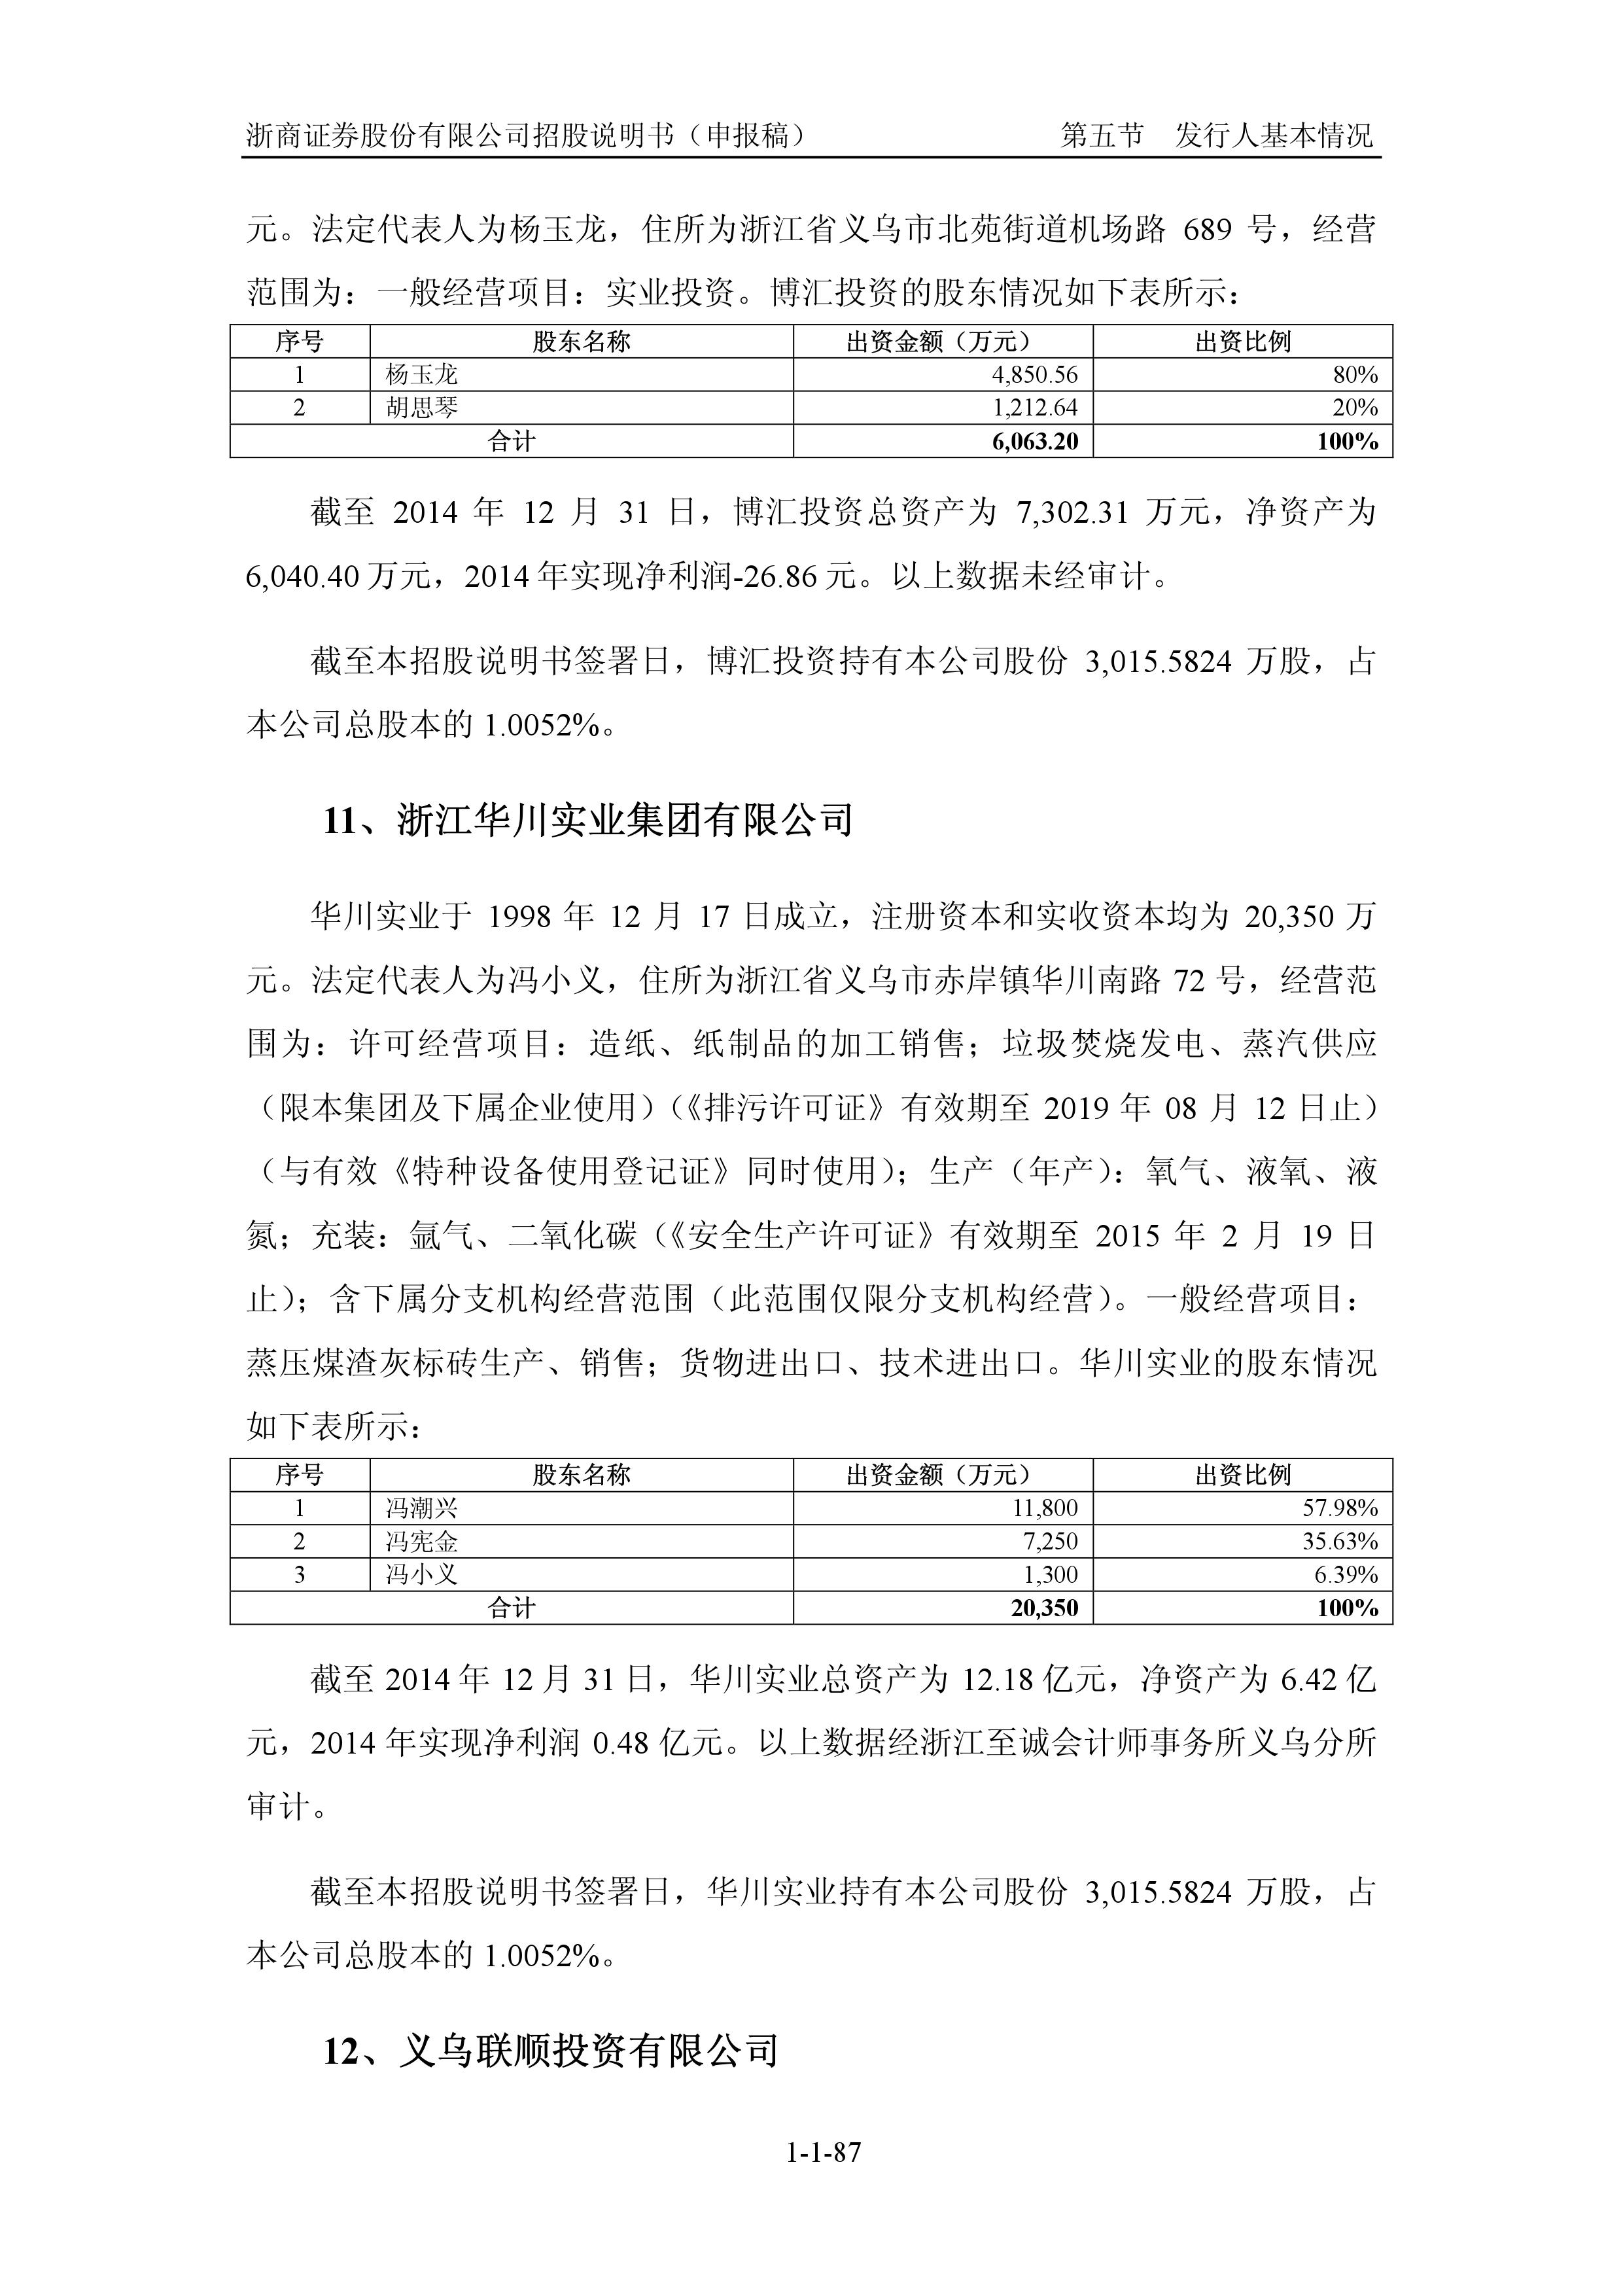 浙商证券股份有限公司招股说明书（申报稿） 第五节 发行人基本情况
元。法定代表人为杨玉龙，住所为浙江省义乌市北苑街道机场路 689 号，经营
范围为：一般经营项目：实业投资。博汇投资的股东情况如下表所示：
序号 股东名称 出资金额（万元） 出资比例
1 杨玉龙 4,850.56 80%
2 胡思琴 1,212.64 20%
合计 6,063.20 100%
截至 2014 年 12 月 31 日，博汇投资总资产为 7,302.31 万元，净资产为
6,040.40 万元，2014 年实现净利润-26.86 元。以上数据未经审计。
截至本招股说明书签署日，博汇投资持有本公司股份 3,015.5824 万股，占
本公司总股本的 1.0052%。
11、浙江华川实业集团有限公司
华川实业于 1998 年 12 月 17 日成立，注册资本和实收资本均为 20,350 万
元。法定代表人为冯小义，住所为浙江省义乌市赤岸镇华川南路 72 号，经营范
围为：许可经营项目：造纸、纸制品的加工销售；垃圾焚烧发电、蒸汽供应
（限本集团及下属企业使用）（《排污许可证》有效期至 2019 年 08 月 12 日止）
（与有效《特种设备使用登记证》同时使用）；生产（年产）：氧气、液氧、液
氮；充装：氩气、二氧化碳（《安全生产许可证》有效期至 2015 年 2 月 19 日
止）；含下属分支机构经营范围（此范围仅限分支机构经营）。一般经营项目：
蒸压煤渣灰标砖生产、销售；货物进出口、技术进出口。华川实业的股东情况
如下表所示：
序号 股东名称 出资金额（万元） 出资比例
1 冯潮兴 11,800 57.98%
2 冯宪金 7,250 35.63%
3 冯小义 1,300 6.39%
合计 20,350 100%
截至 2014 年 12 月 31 日，华川实业总资产为 12.18 亿元，净资产为 6.42 亿
元，2014 年实现净利润 0.48 亿元。以上数据经浙江至诚会计师事务所义乌分所
审计。
截至本招股说明书签署日，华川实业持有本公司股份 3,015.5824 万股，占
本公司总股本的 1.0052%。
12、义乌联顺投资有限公司
1-1-87